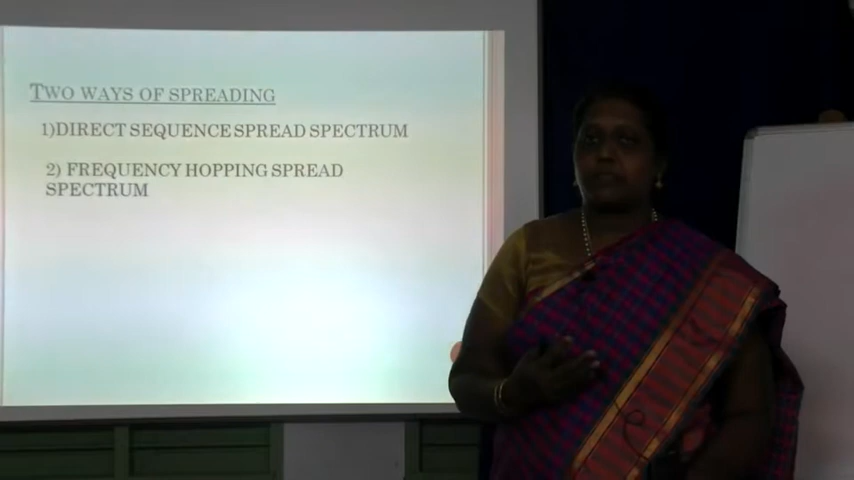 TWO WAYS OF SPREADING
1)DIRECT SEQUENCE SPREAD SPECTRUM
2) FREQUENCY HOPPING SPREAD
SPECTRUM